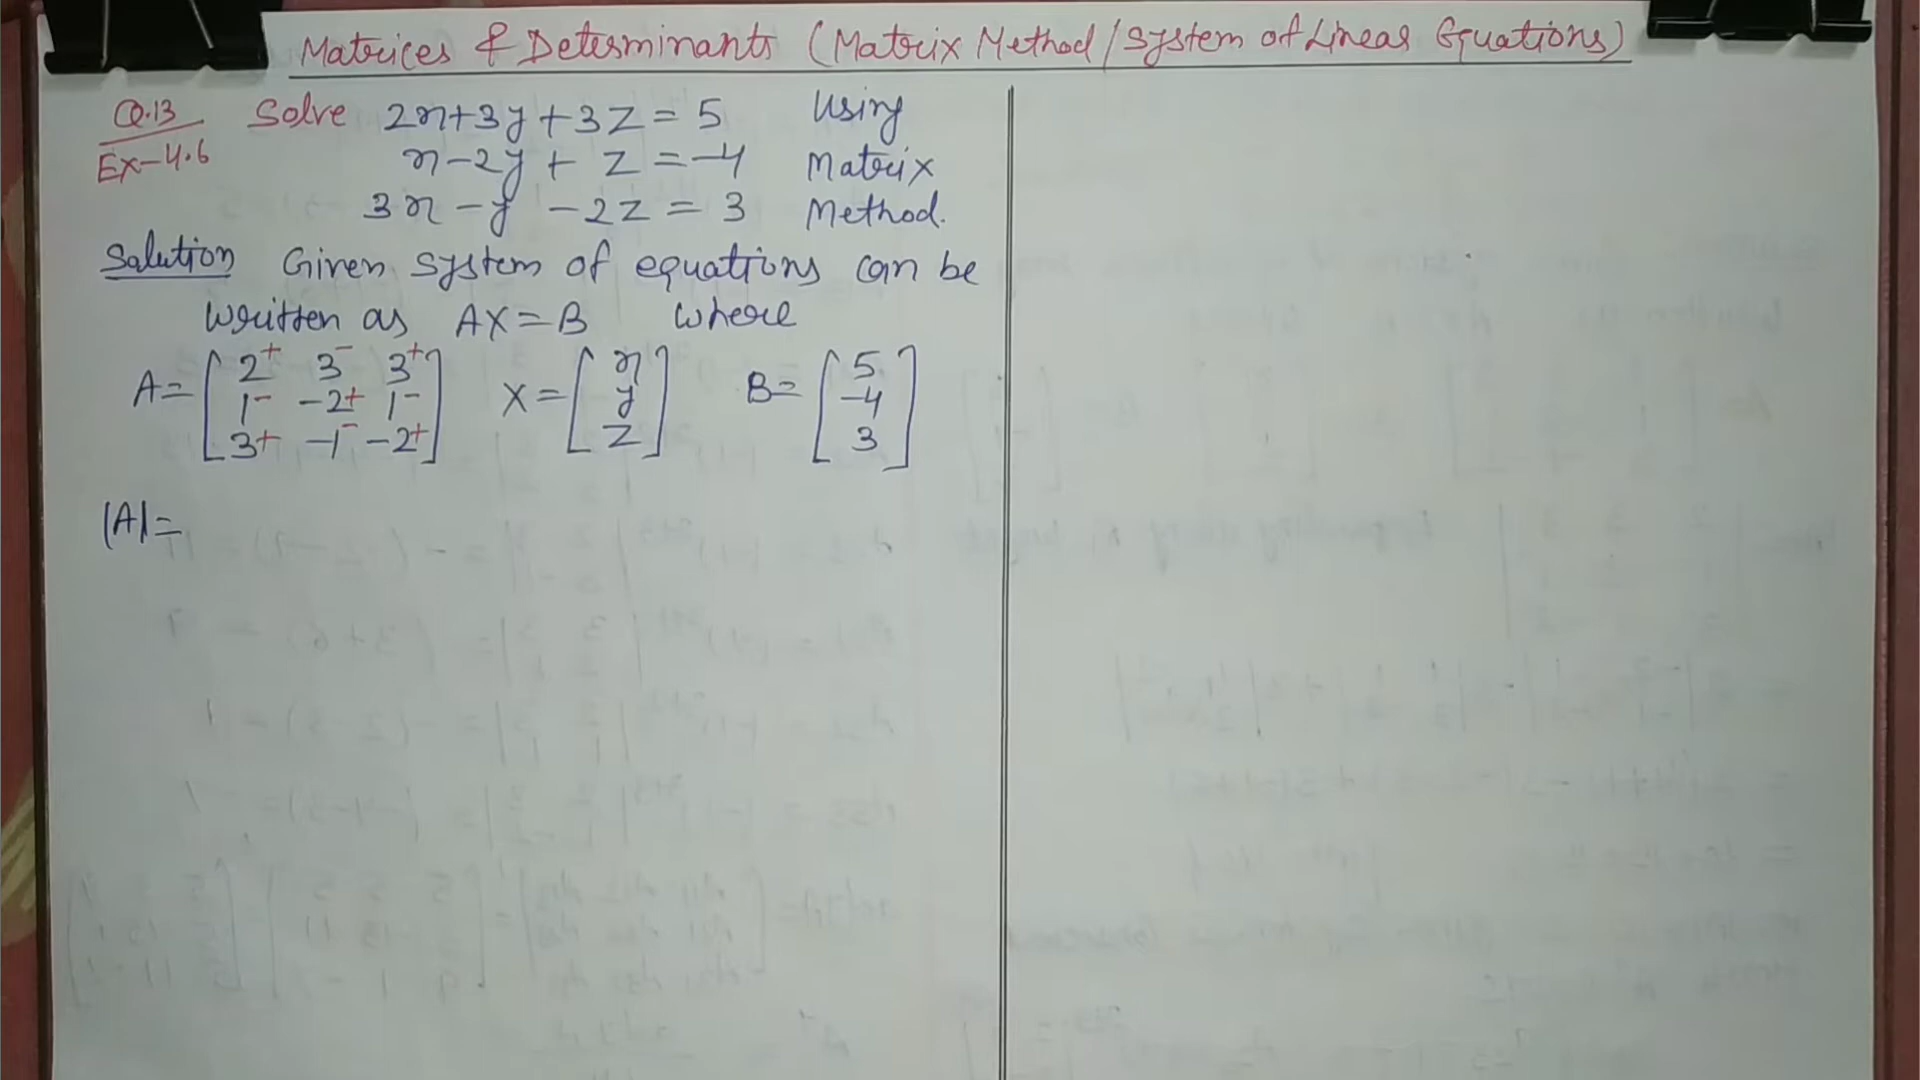 Matrices & Determinants (Matrix Method/System of Linear Equations)
Q.13 Solve 2x+3y+3z=5 Using
Ex-4.6 x-2y+z=-4 Matrix
3x-y-2z=3 Method.
Solution Given system of equations can be
written as AX=B where
A=[2+ 3- 3+ X=[x B=[5
1- -2+ 1- y -4
3+ -1- -2+] z] 3]
|A|=